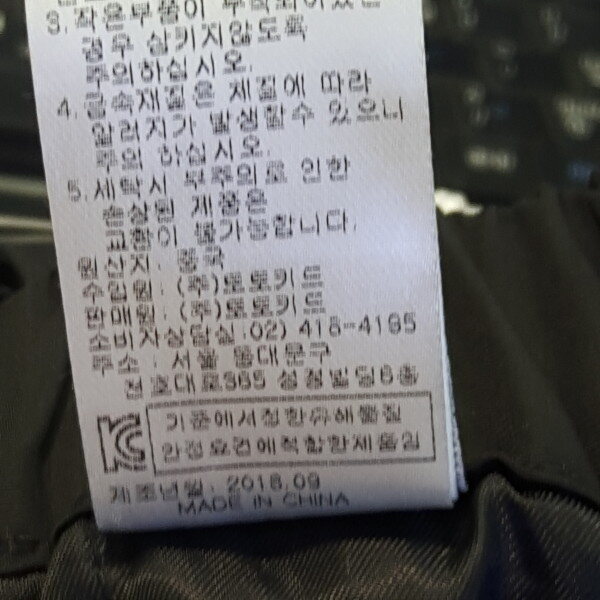 3.작은부품이 부착되어있는
경우 삼키지않도록
주의하십시오.
4.금속재질은 재질에 따라
알러지가 발생할수 있으니
주의 하십시오.
5.세탁시 부주의로 인한
손상된 제품은
교환이 불가능합니다.
원산지: 중국
수입원: (주)토토키드
판매원: (주)토토키드
소비자상담실:02) 418-4195
주소: 서울 동대문구
천호대로365 성정빌딩6층
KC
기준에서정한유해물질
안전요건에적합한제품임
제조년월: 2018.09
MADE IN CHINA